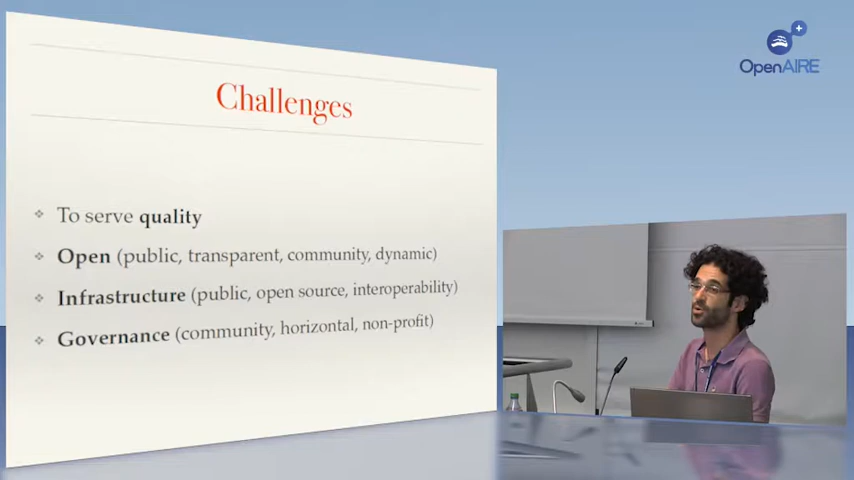 OpenAIRE
Challenges
To serve quality
Open (public, transparent, community, dynamic)
Infrastructure (public, open source, interoperability)
Governance (community, horizontal, non-profit)